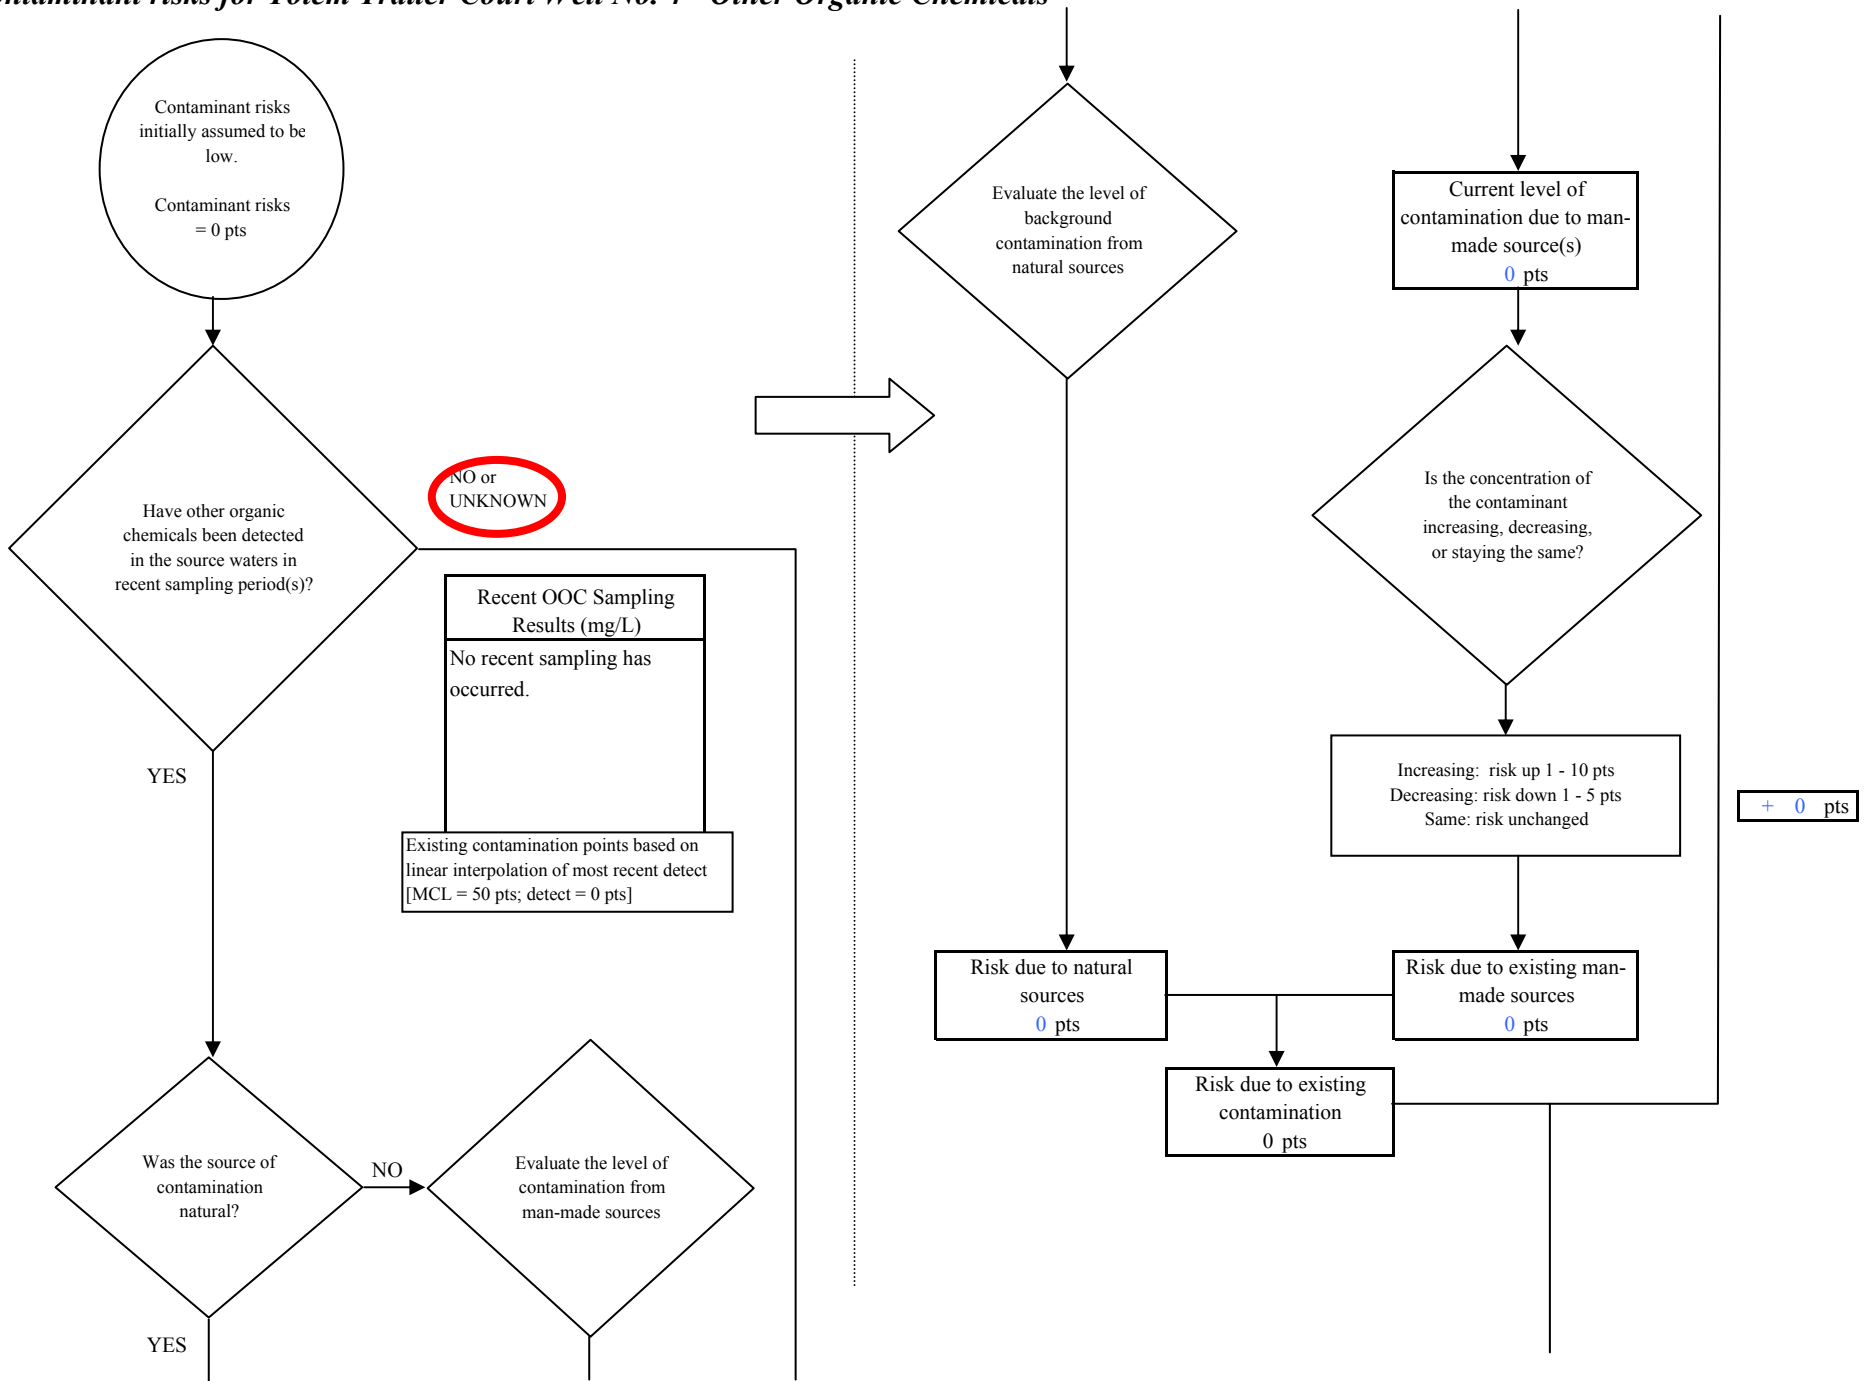 Contaminant risks
initially assumed to be
low.
Contaminant risks
= 0 pts
Have other organic
chemicals been detected
in the source waters in
recent sampling period(s)?
NO or
UNKNOWN
Recent OOC Sampling
Results (mg/L)
No recent sampling has
occurred.
Existing contamination points based on
linear interpolation of most recent detect
[MCL = 50 pts; detect = 0 pts]
YES
Was the source of
contamination
natural?
NO
Evaluate the level of
contamination from
man-made sources
YES
Evaluate the level of
background
contamination from
natural sources
Current level of
contamination due to man-
made source(s)
0 pts
Is the concentration of
the contaminant
increasing, decreasing,
or staying the same?
Increasing: risk up 1 - 10 pts
Decreasing: risk down 1 - 5 pts
Same: risk unchanged
+ 0 pts
Risk due to natural
sources
0 pts
Risk due to existing man-
made sources
0 pts
Risk due to existing
contamination
0 pts